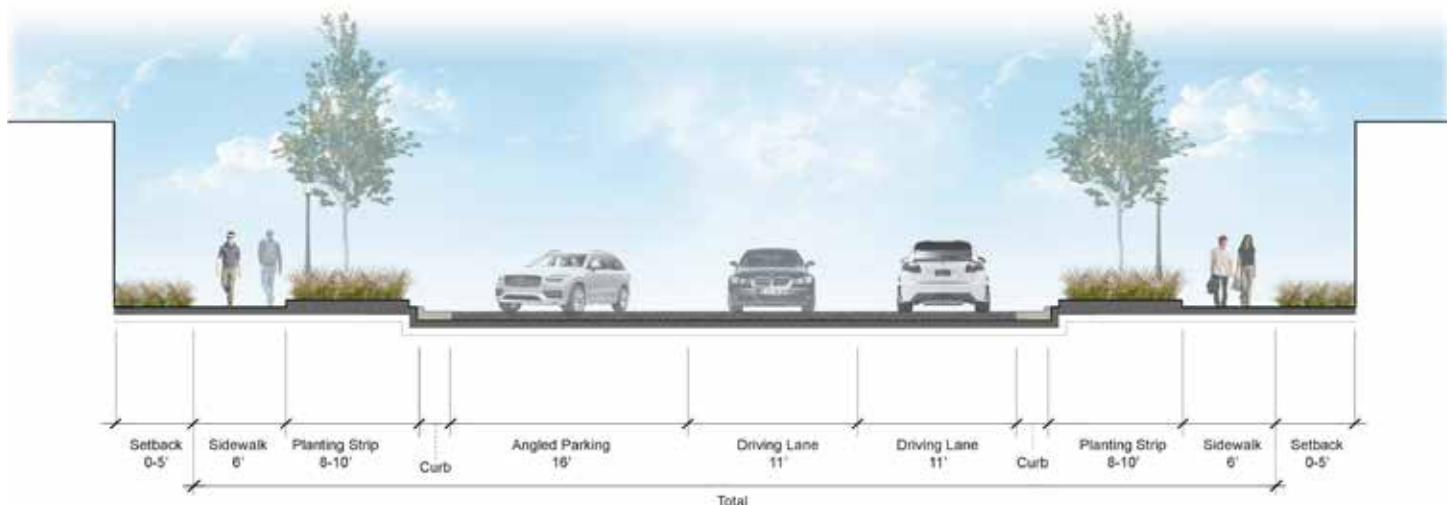 Setback
0-5'
Sidewalk
6'
Planting Strip
8-10'
Curb
Angled Parking
16'
Driving Lane
11'
Driving Lane
11'
Curb
Planting Strip
8-10'
Sidewalk
6'
Setback
0-5'
Total